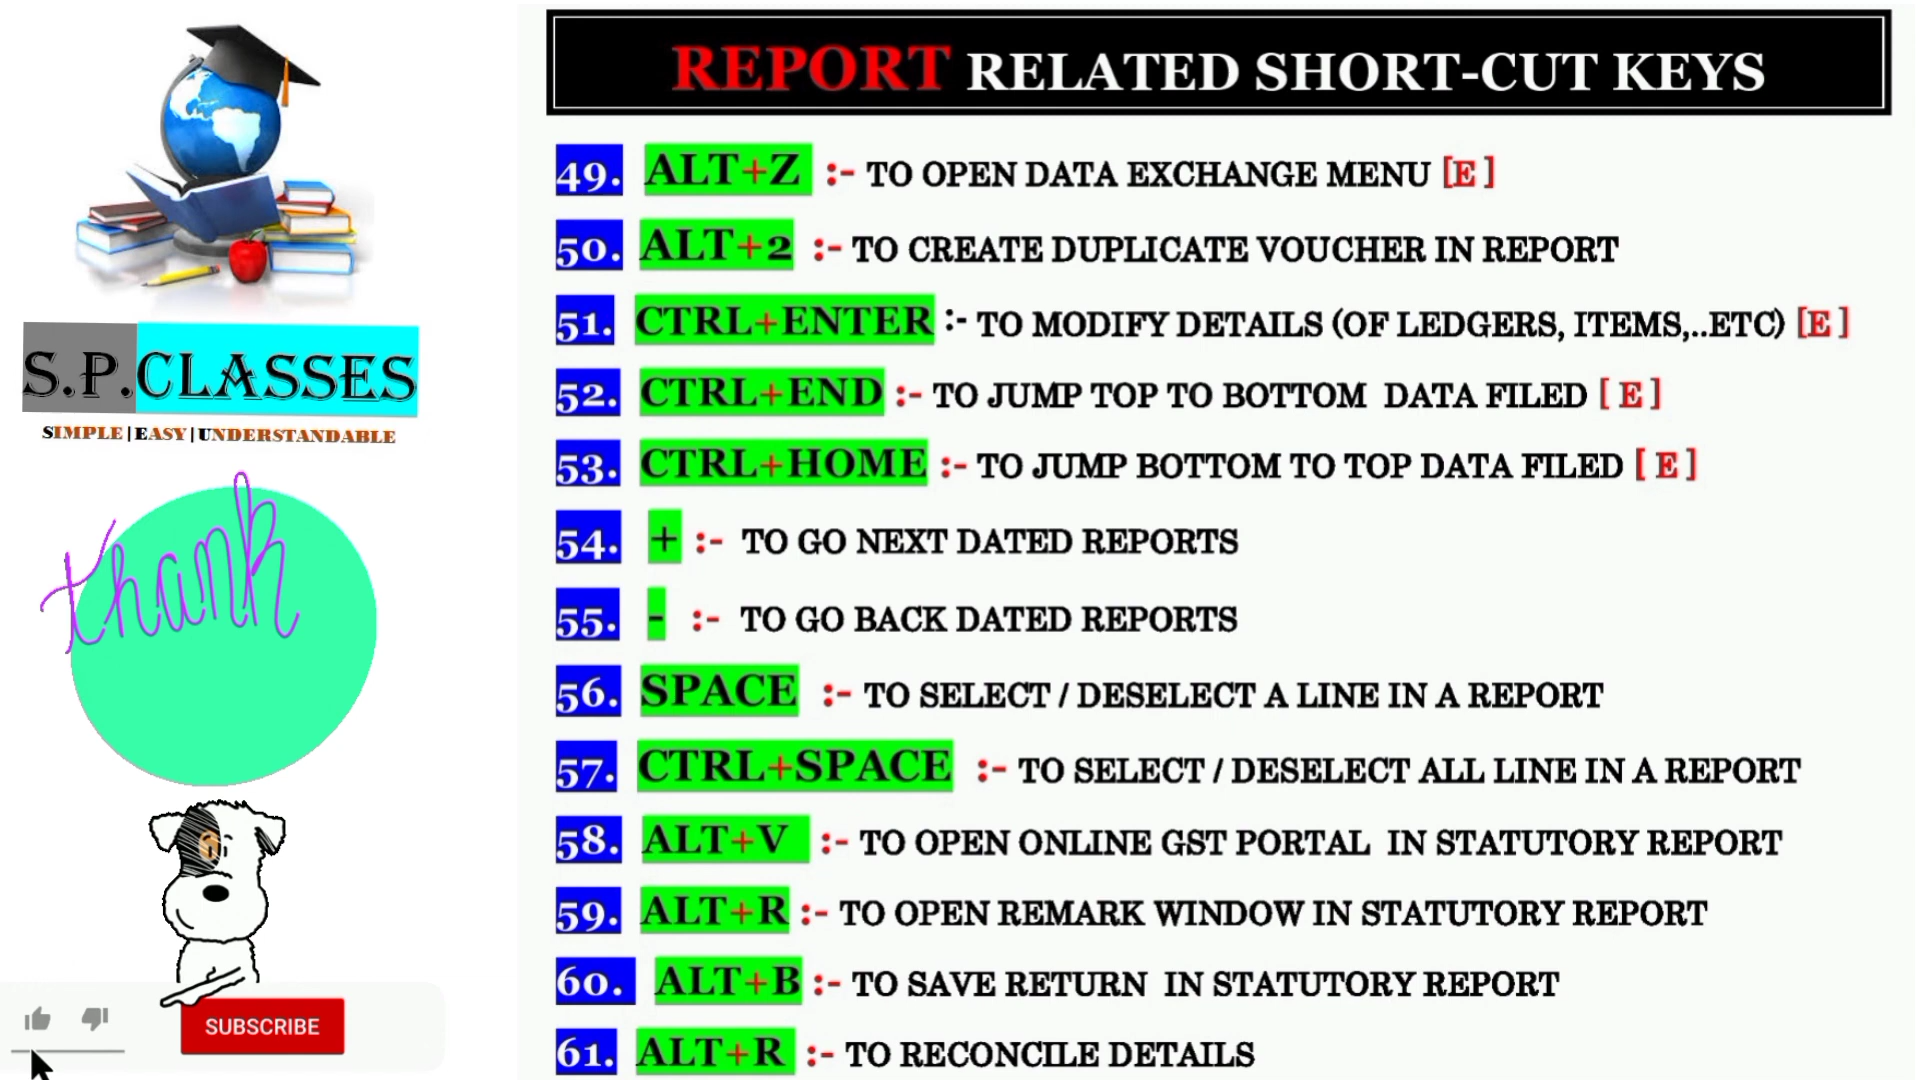 REPORT RELATED SHORT-CUT KEYS
49. ALT+Z :- TO OPEN DATA EXCHANGE MENU [E ]
50. ALT+2 :- TO CREATE DUPLICATE VOUCHER IN REPORT
51. CTRL+ENTER :- TO MODIFY DETAILS (OF LEDGERS, ITEMS,..ETC) [E ]
52. CTRL+END :- TO JUMP TOP TO BOTTOM DATA FILED [ E ]
53. CTRL+HOME :- TO JUMP BOTTOM TO TOP DATA FILED [ E ]
54. + :- TO GO NEXT DATED REPORTS
55. - :- TO GO BACK DATED REPORTS
56. SPACE :- TO SELECT / DESELECT A LINE IN A REPORT
57. CTRL+SPACE :- TO SELECT / DESELECT ALL LINE IN A REPORT
58. ALT+V :- TO OPEN ONLINE GST PORTAL IN STATUTORY REPORT
59. ALT+R :- TO OPEN REMARK WINDOW IN STATUTORY REPORT
60. ALT+B :- TO SAVE RETURN IN STATUTORY REPORT
61. ALT+R :- TO RECONCILE DETAILS
S.P.CLASSES
SIMPLE|EASY|UNDERSTANDABLE
thank
SUBSCRIBE